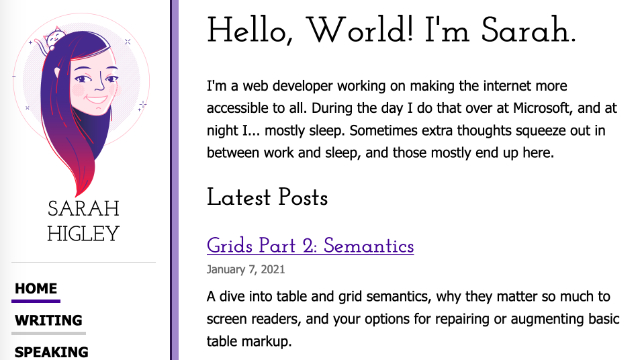 SARAH
HIGLEY
HOME
WRITING
SPEAKING
Hello, World! I'm Sarah.
I'm a web developer working on making the internet more
accessible to all. During the day I do that over at Microsoft, and at
night I... mostly sleep. Sometimes extra thoughts squeeze out in
between work and sleep, and those mostly end up here.
Latest Posts
Grids Part 2: Semantics
January 7, 2021
A dive into table and grid semantics, why they matter so much to
screen readers, and your options for repairing or augmenting basic
table markup.